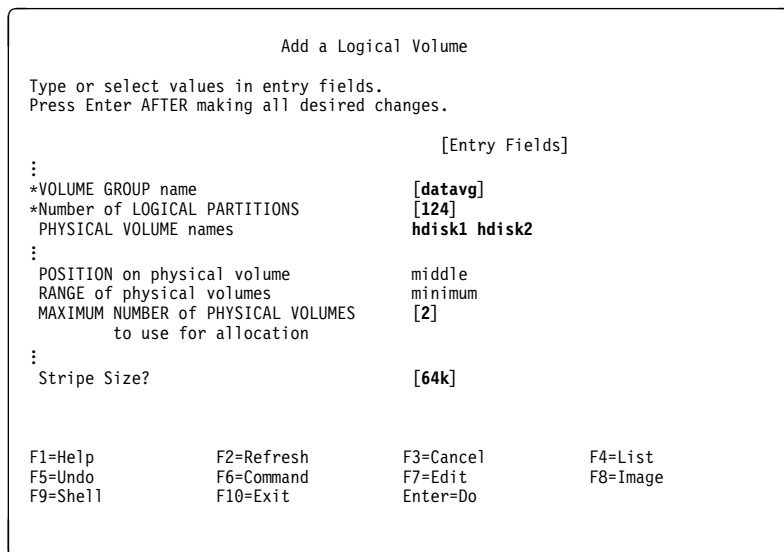 Add a Logical Volume
Type or select values in entry fields.
Press Enter AFTER making all desired changes.
[Entry Fields]
⋮
*VOLUME GROUP name [datavg]
*Number of LOGICAL PARTITIONS [124]
PHYSICAL VOLUME names hdisk1 hdisk2
⋮
POSITION on physical volume middle
RANGE of physical volumes minimum
MAXIMUM NUMBER of PHYSICAL VOLUMES [2]
to use for allocation
⋮
Stripe Size? [64k]
F1=Help F2=Refresh F3=Cancel F4=List
F5=Undo F6=Command F7=Edit F8=Image
F9=Shell F10=Exit Enter=Do